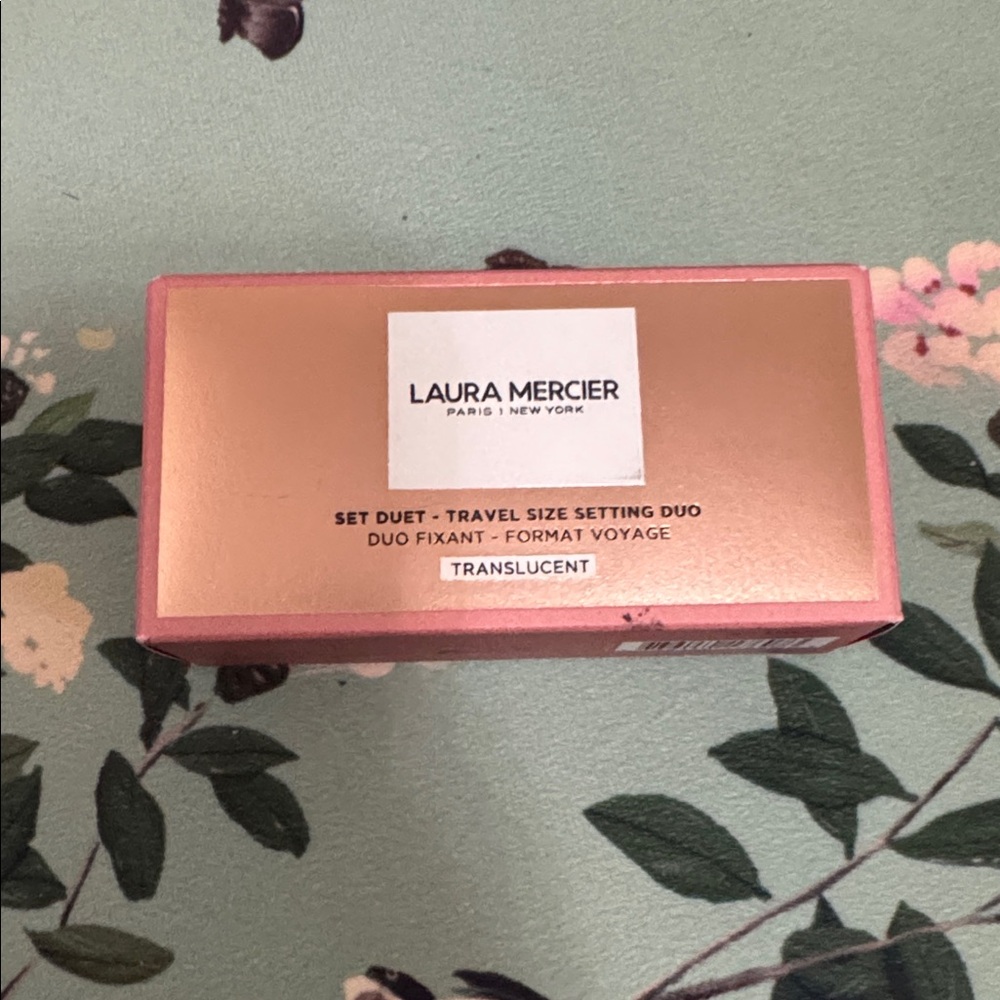 LAURA MERCIER
PARIS | NEW YORK
SET DUET - TRAVEL SIZE SETTING DUO
DUO FIXANT - FORMAT VOYAGE
TRANSLUCENT